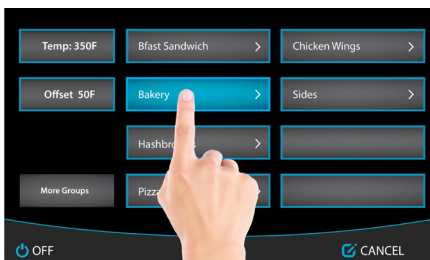 Temp: 350F
Bfast Sandwich
Chicken Wings
Offset 50F
Bakery
Sides
More Groups
OFF
CANCEL